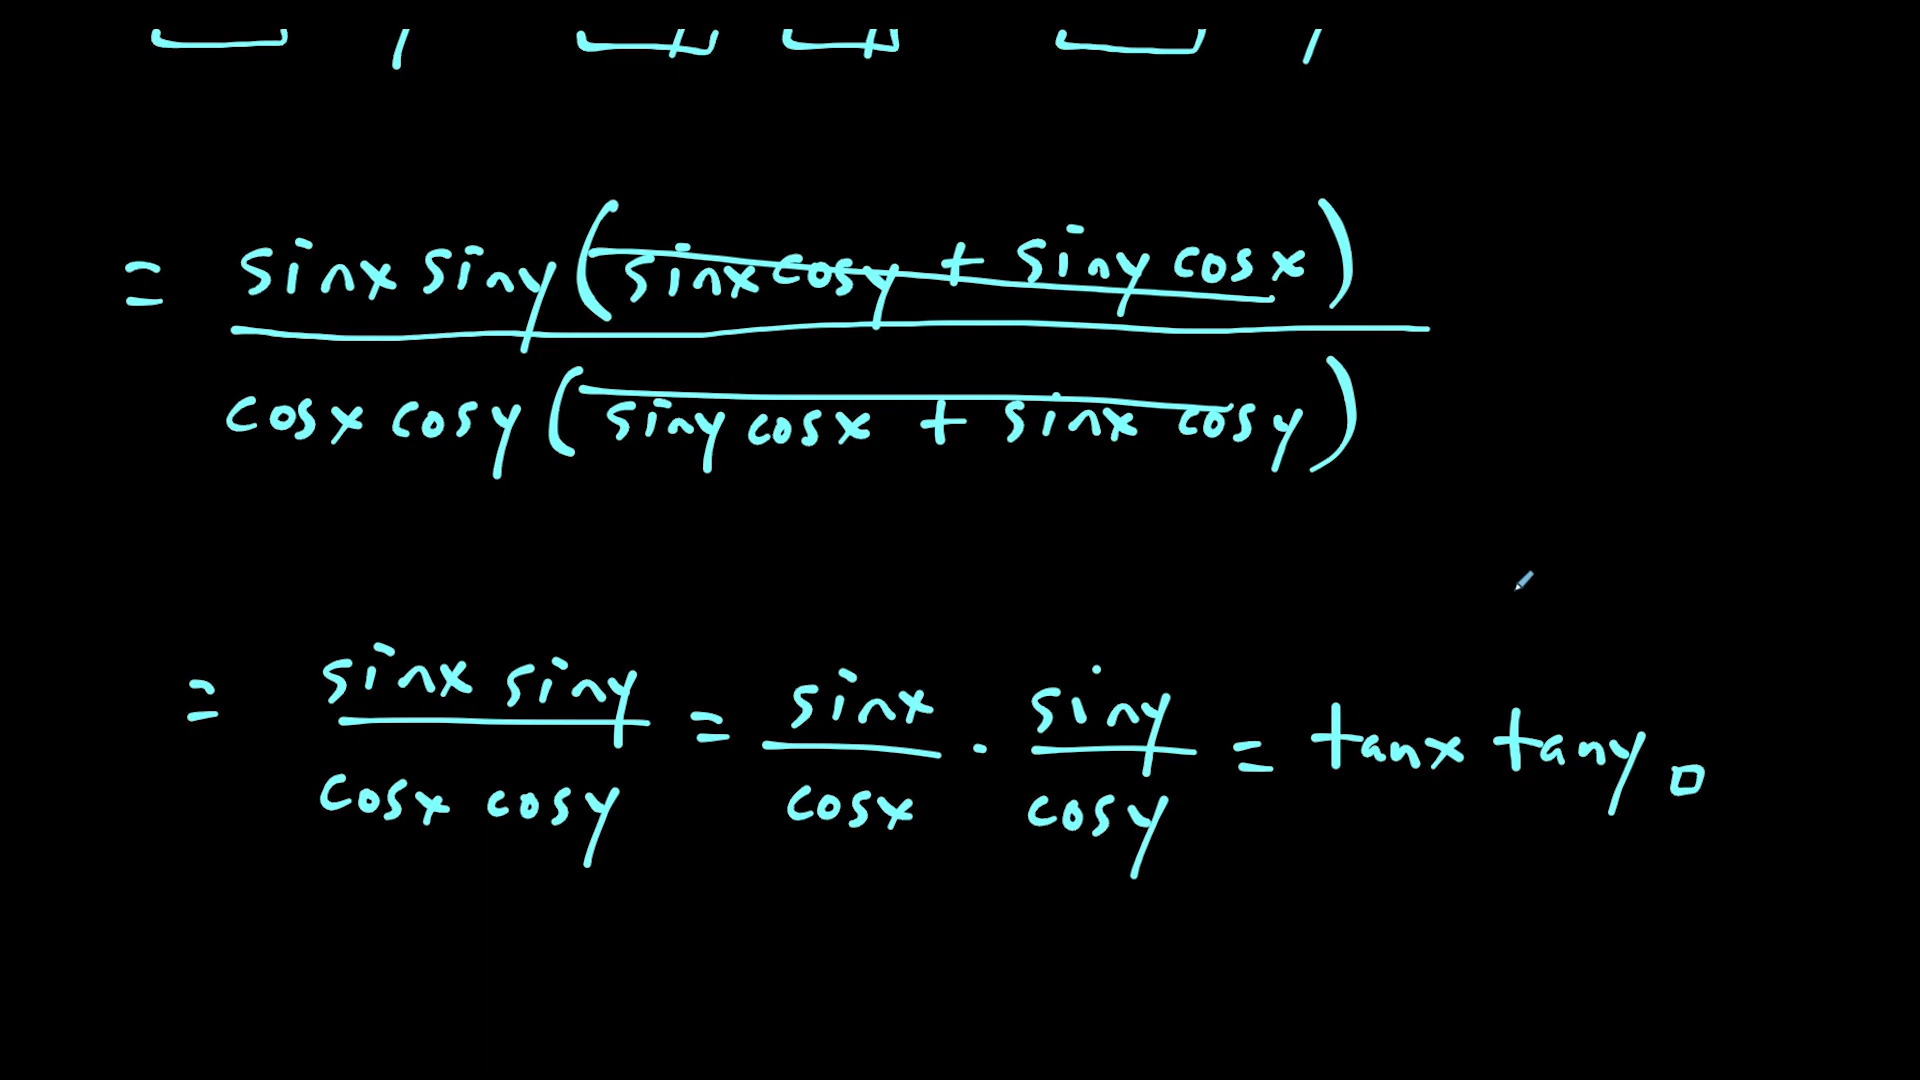 = sinx siny (sinx cosy + siny cosx)
cosx cosy (siny cosx + sinx cosy)
= sinx siny / cosx cosy = sinx / cosx · siny / cosy = tanx tany □